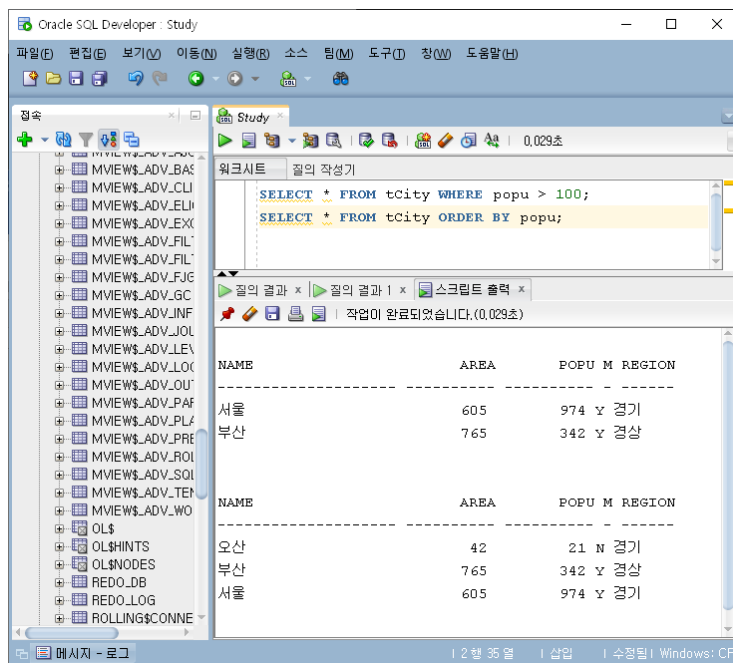 Oracle SQL Developer : Study
파일(F) 편집(E) 보기(V) 이동(N) 실행(R) 소스 팀(M) 도구(T) 창(W) 도움말(H)
접속
MVIEW$_ADV_BAS
MVIEW$_ADV_CLI
MVIEW$_ADV_ELI
MVIEW$_ADV_EXC
MVIEW$_ADV_FIL
MVIEW$_ADV_FIL
MVIEW$_ADV_FJG
MVIEW$_ADV_GC
MVIEW$_ADV_INF
MVIEW$_ADV_JOL
MVIEW$_ADV_LEV
MVIEW$_ADV_LOG
MVIEW$_ADV_OUT
MVIEW$_ADV_PAR
MVIEW$_ADV_PLA
MVIEW$_ADV_PRE
MVIEW$_ADV_ROL
MVIEW$_ADV_SQL
MVIEW$_ADV_TEM
MVIEW$_ADV_WO
OL$
OL$HINTS
OL$NODES
REDO_DB
REDO_LOG
ROLLING$CONNE
Study
0,029초
워크시트 질의 작성기
SELECT * FROM tCity WHERE popu > 100;
SELECT * FROM tCity ORDER BY popu;
질의 결과 x 질의 결과 1 x 스크립트 출력 x
작업이 완료되었습니다.(0,029초)
NAME AREA POPU M REGION
-------------------- ---------- ---------- - ------
서울 605 974 Y 경기
부산 765 342 Y 경상
NAME AREA POPU M REGION
-------------------- ---------- ---------- - ------
오산 42 21 N 경기
부산 765 342 Y 경상
서울 605 974 Y 경기
메시지 - 로그
2 행 35 열 | 삽입 | 수정됨 | Windows: CF